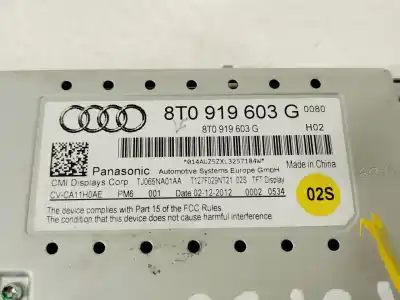 8T0 919 603 G 0080
8T0 919 603 G H02
*014AUZ5ZXL3257184W*
Panasonic Automotive Systems Europe GmbH Made in China
CMI Displays Corp TJ065NA01AA T127F029NT21 02S TFT Display
CV-CA11H0AE PM6 001 Date 02-12-2012 0002 0534
02S
The device complies with Part 15 of the FCC Rules.
The condition that this device does not cause harmful interference.